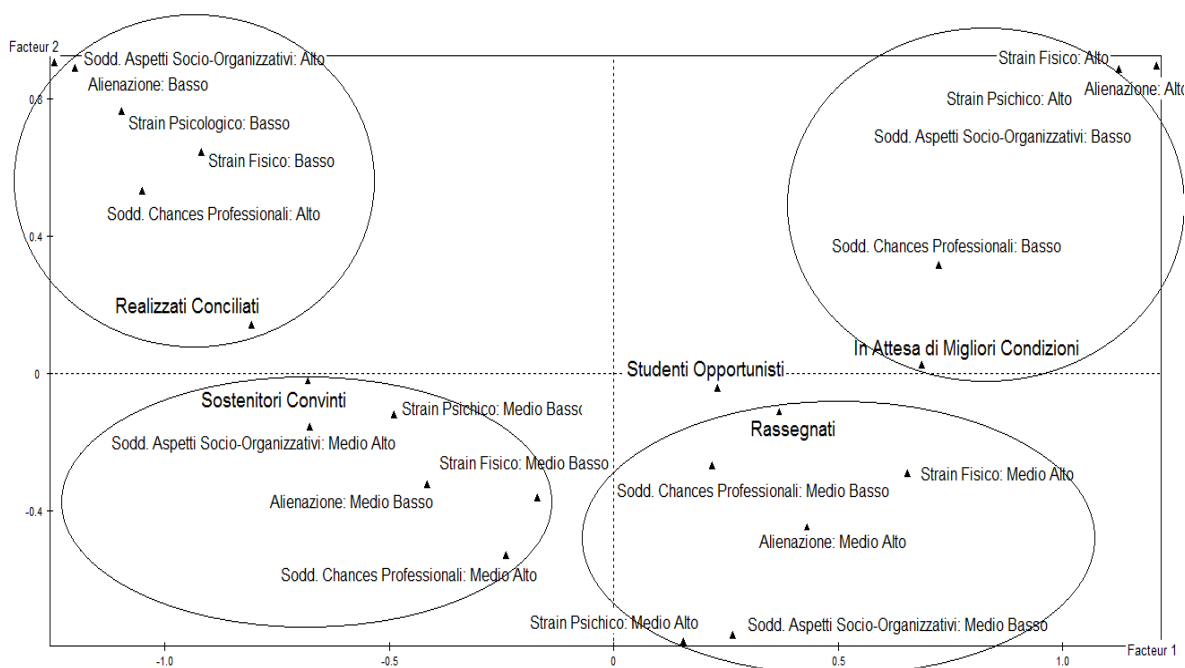 Facteur 2
Sodd. Aspetti Socio-Organizzativi: Alto
Strain Fisico: Alto
Alienazione: Basso
Alienazione: Alto
0.6
Strain Psichico: Alto
Strain Psicologico: Basso
Sodd. Aspetti Socio-Organizzativi: Basso
Strain Fisico: Basso
Sodd. Chances Professionali: Alto
0.4
Sodd. Chances Professionali: Basso
Realizzati Conciliati
In Attesa di Migliori Condizioni
0
Studenti Opportunisti
Sostenitori Convinti
Strain Psichico: Medio Basso
Rassegnati
Sodd. Aspetti Socio-Organizzativi: Medio Alto
Strain Fisico: Medio Basso
Strain Fisico: Medio Alto
Sodd. Chances Professionali: Medio Basso
Alienazione: Medio Basso
-0.4
Alienazione: Medio Alto
Sodd. Chances Professionali: Medio Alto
Strain Psichico: Medio Alto
Sodd. Aspetti Socio-Organizzativi: Medio Basso
Facteur 1
-1.0
-0.5
0
0.5
1.0